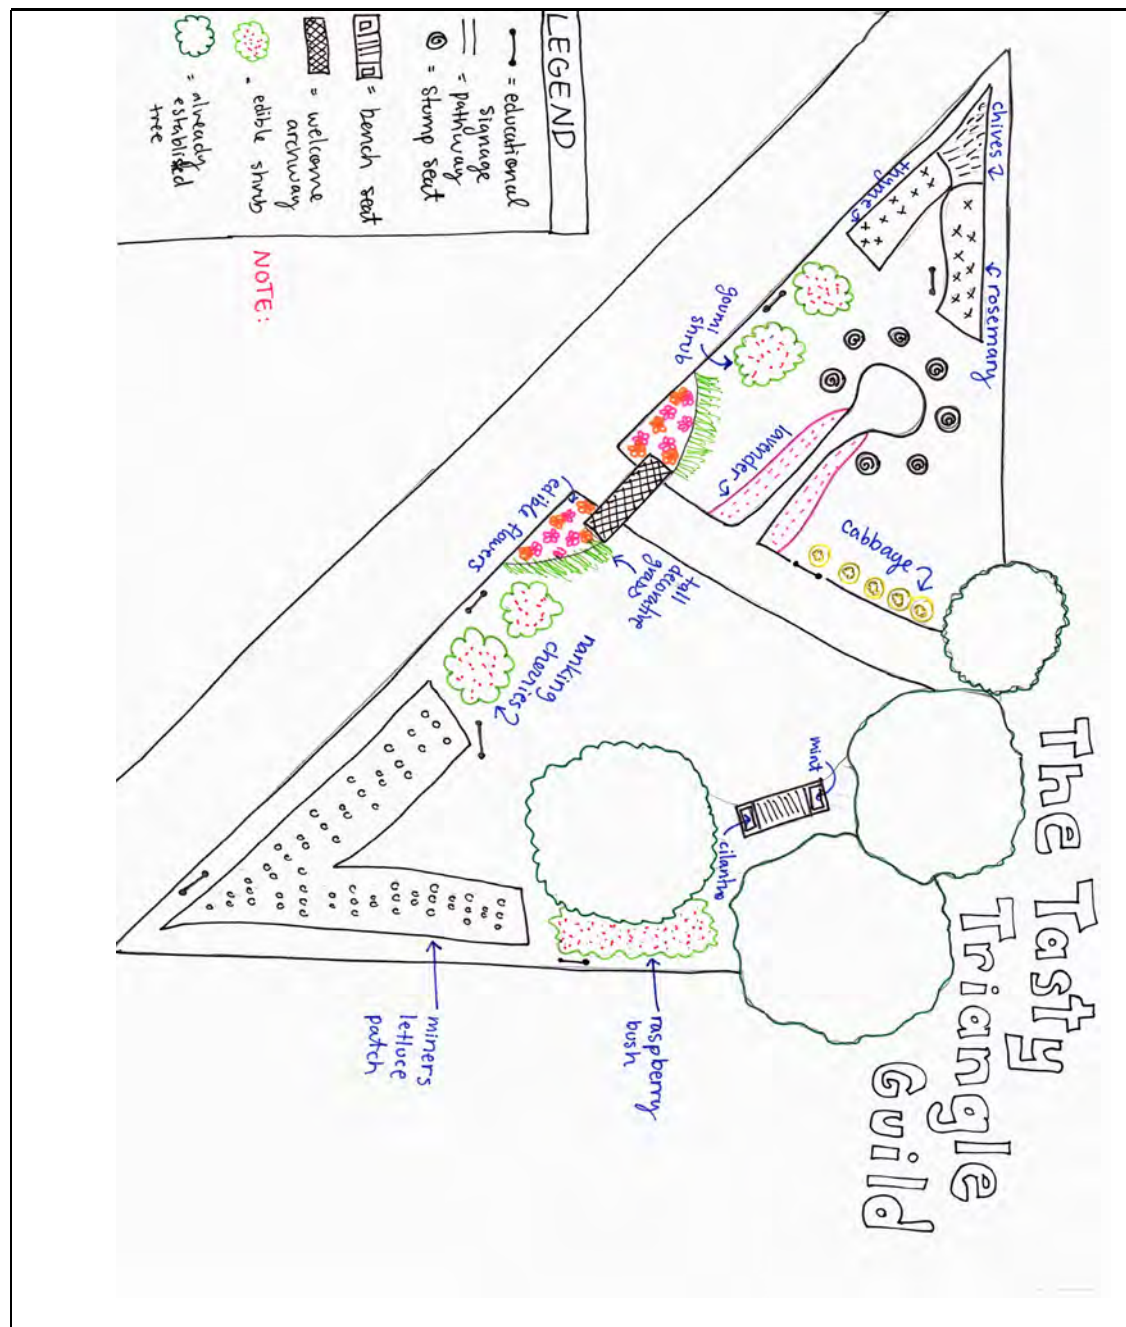 The Tasty
Triangle
Guild
chives
thyme
rosemary
goumi
shrub
lavender
cabbage
edible flowers
tall
decorative
grass
nanking
cherries
mint
cilantro
raspberry
bush
miners
lettuce
patch
LEGEND
= educational
signage
= pathway
= stump seat
= bench seat
= welcome
archway
= edible shrub
= already
established
tree
NOTE: